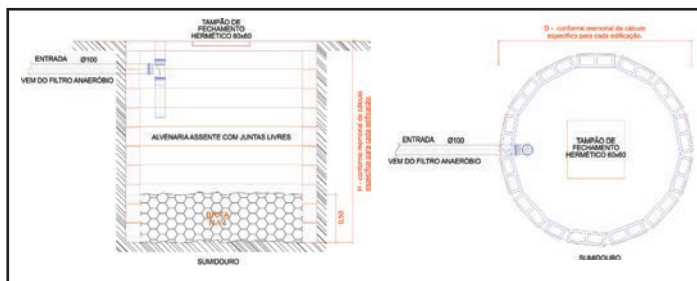 TAMPÃO DE
FECHAMENTO
HERMÉTICO 60x60
ENTRADA Ø100
VEM DO FILTRO ANAERÓBIO
ALVENARIA ASSENTE COM JUNTAS LIVRES
H - conforme memorial de cálculo
específico para cada edificação.
BRITA
N.º4
0,50
SUMIDOURO
D - conforme memorial de cálculo
específico para cada edificação.
ENTRADA Ø100
VEM DO FILTRO ANAERÓBIO
TAMPÃO DE
FECHAMENTO
HERMÉTICO 60x60
SUMIDOURO